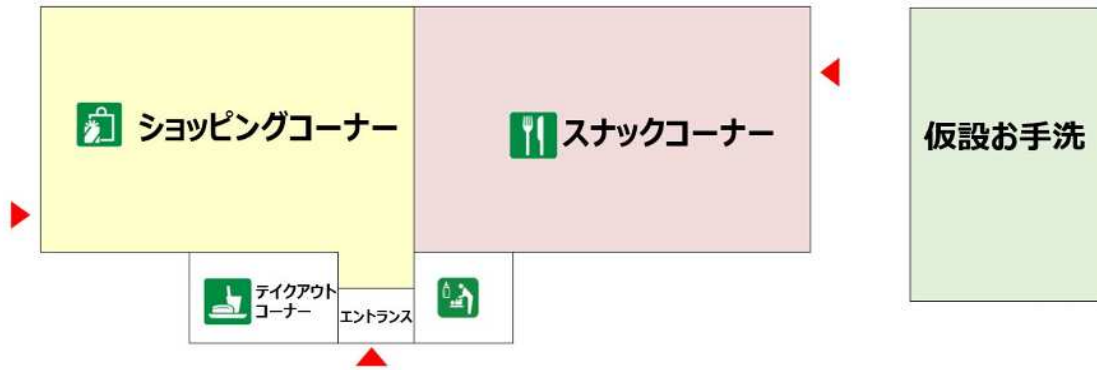 ショッピングコーナー
スナックコーナー
仮設お手洗
テイクアウト
コーナー
エントランス